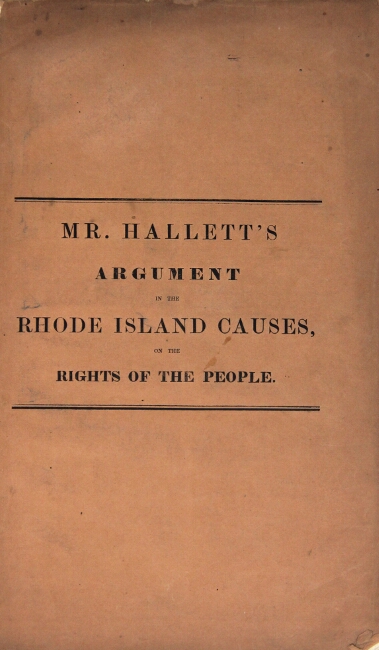 MR. HALLETT'S
ARGUMENT
IN THE
RHODE ISLAND CAUSES,
ON THE
RIGHTS OF THE PEOPLE.